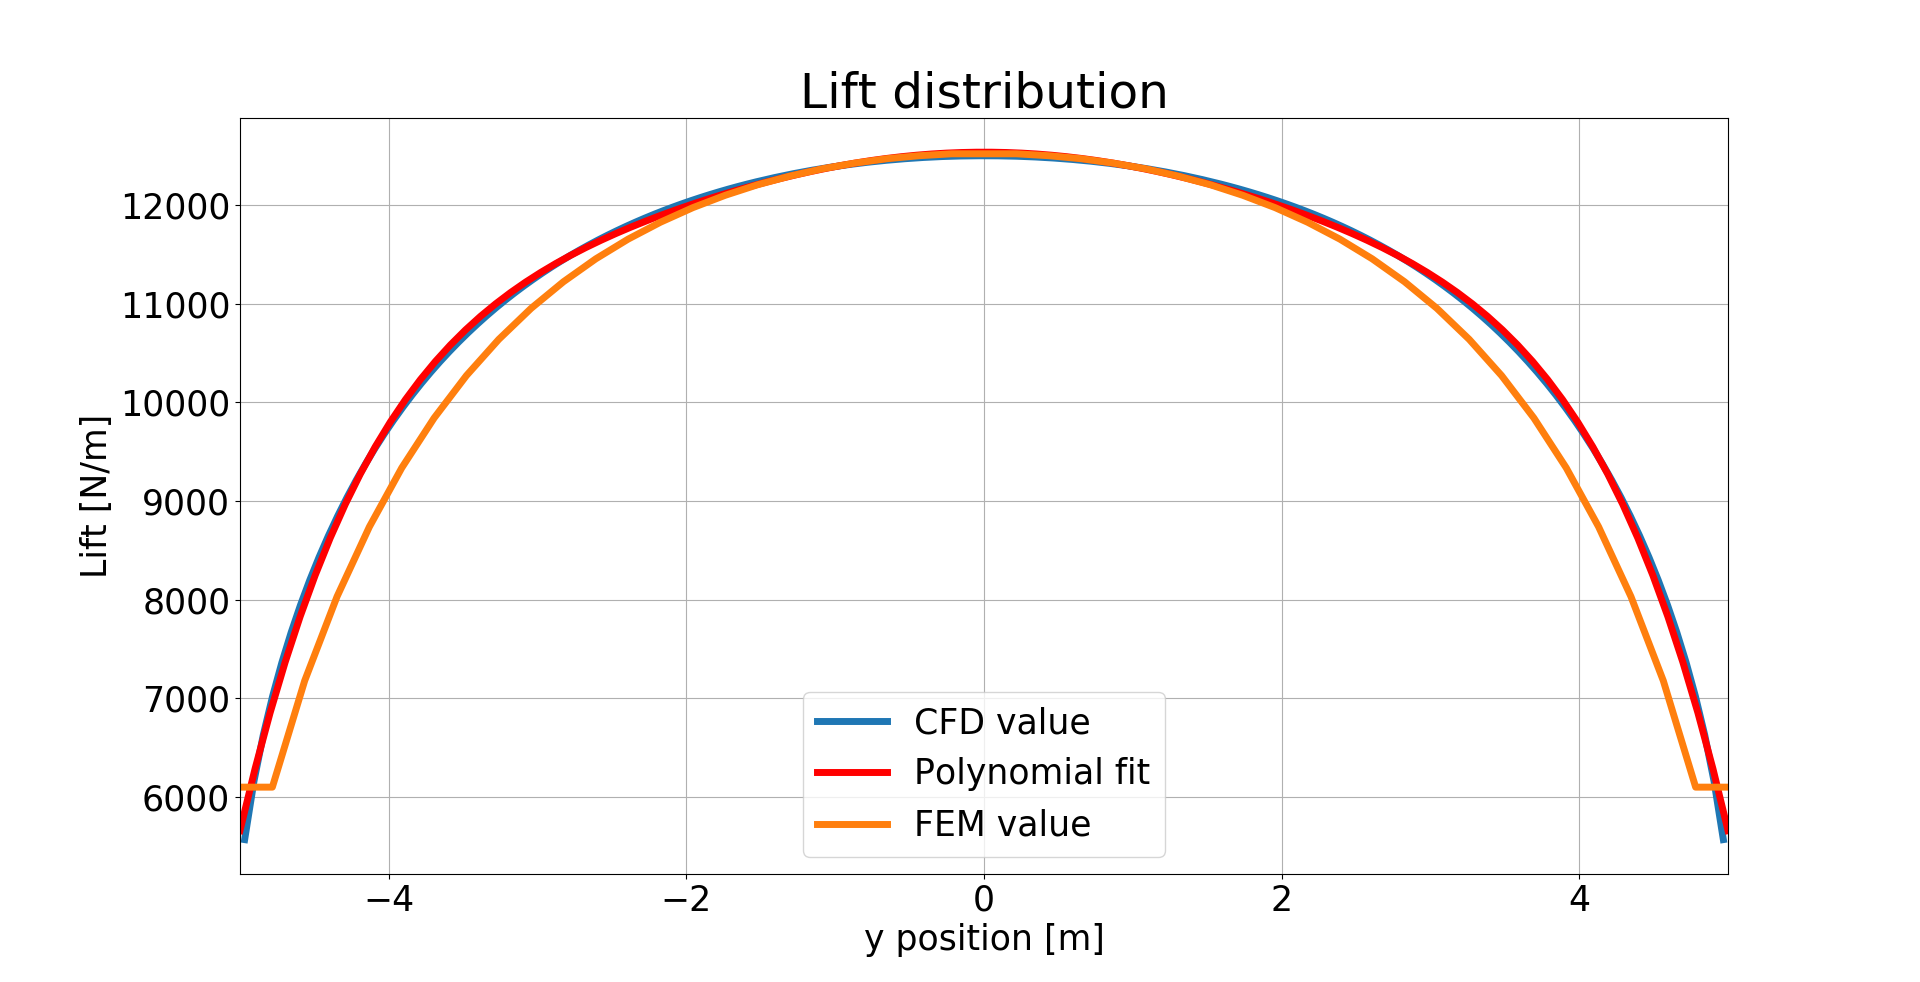 Lift distribution
Lift [N/m]
12000
11000
10000
9000
8000
7000
6000
CFD value
Polynomial fit
FEM value
−4 −2 0 2 4
y position [m]